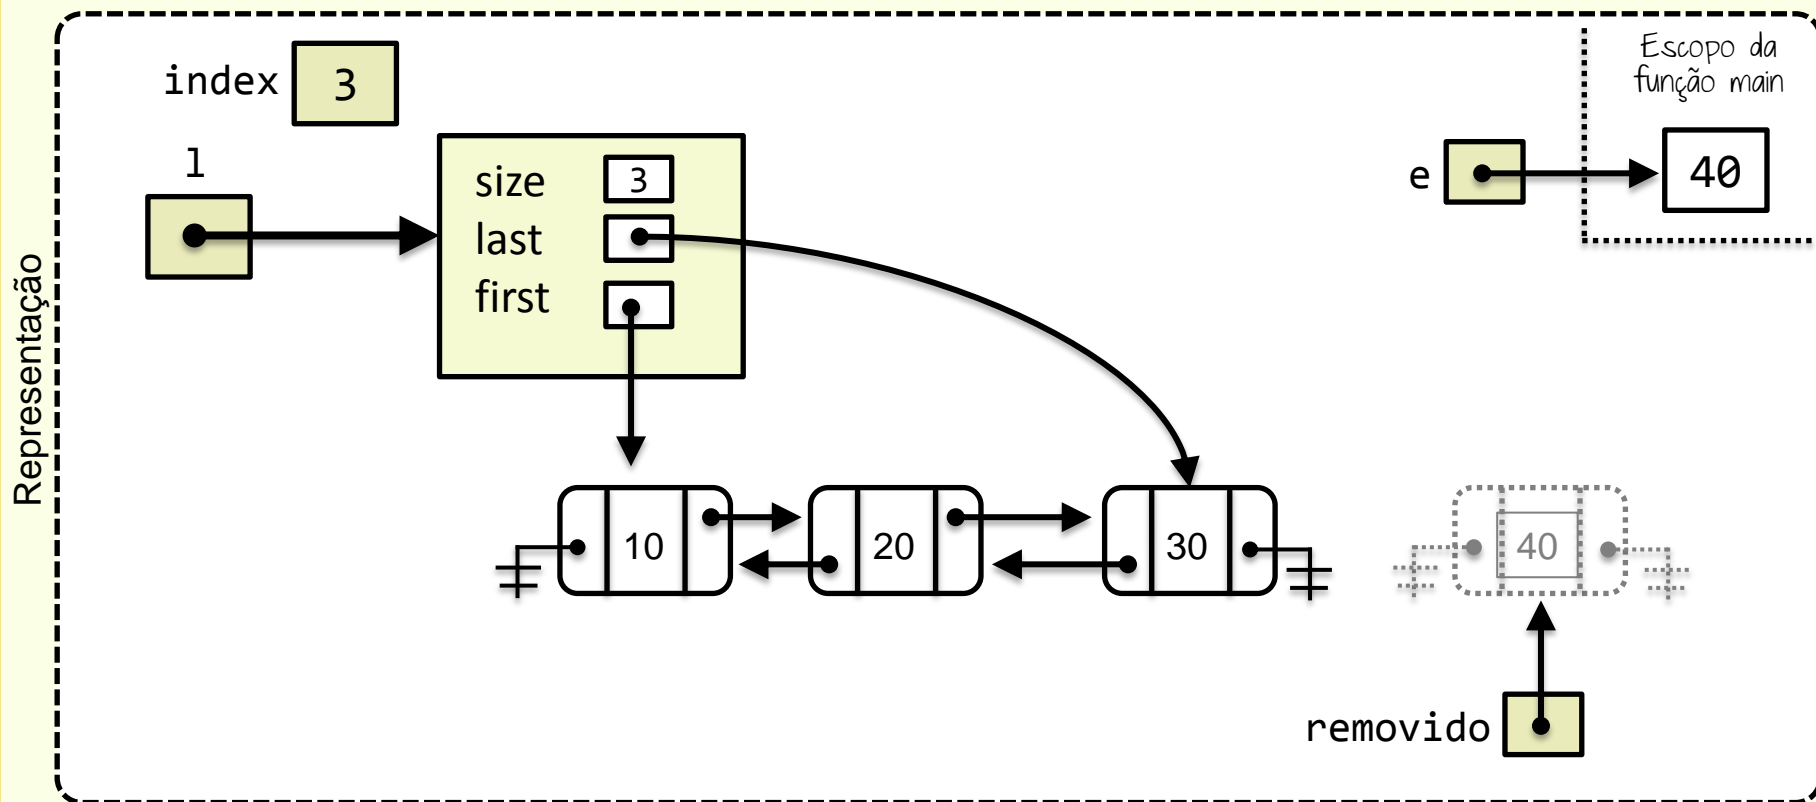 Representação
index 3
l
size 3
last
first
Escopo da
função main
e 40
10 20 30 40
removido